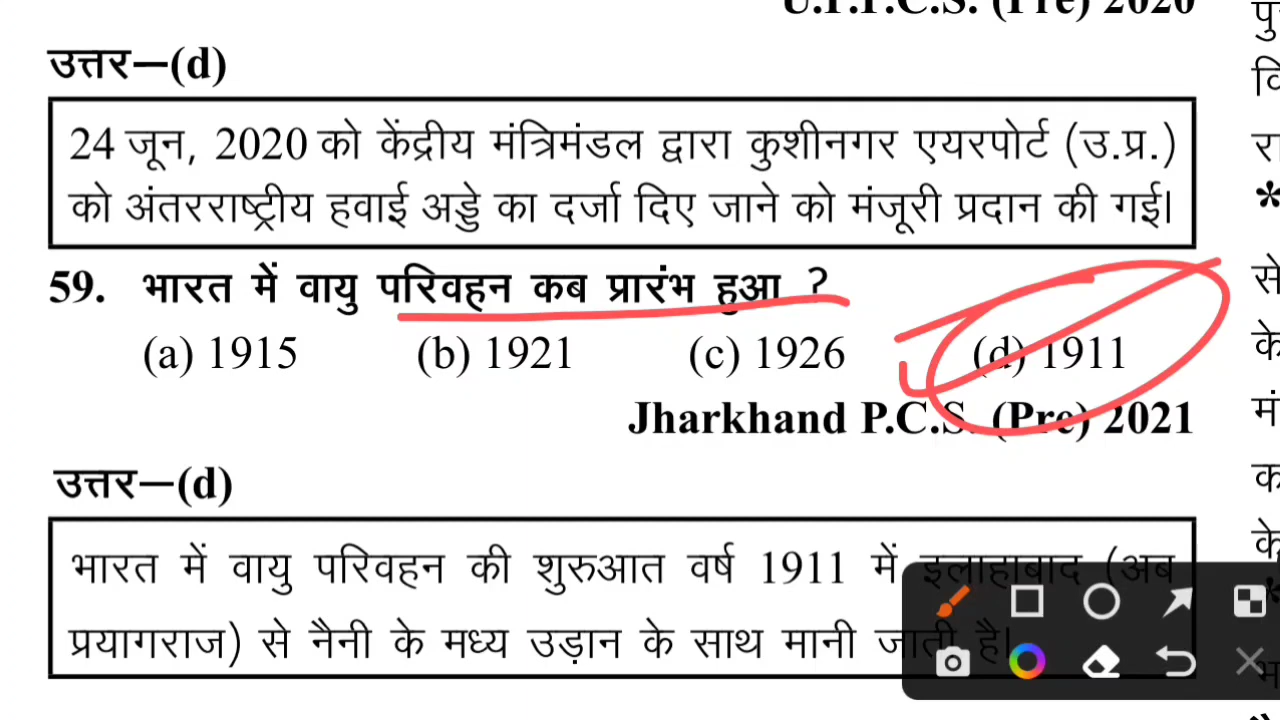 U.P.P.C.S. (Pre) 2020
उत्तर—(d)
24 जून, 2020 को केंद्रीय मंत्रिमंडल द्वारा कुशीनगर एयरपोर्ट (उ.प्र.)
को अंतरराष्ट्रीय हवाई अड्डे का दर्जा दिए जाने को मंजूरी प्रदान की गई।
59. भारत में वायु परिवहन कब प्रारंभ हुआ ?
(a) 1915 (b) 1921 (c) 1926 (d) 1911
Jharkhand P.C.S. (Pre) 2021
उत्तर—(d)
भारत में वायु परिवहन की शुरुआत वर्ष 1911 में इलाहाबाद (अब
प्रयागराज) से नैनी के मध्य उड़ान के साथ मानी जाती है।
से
के